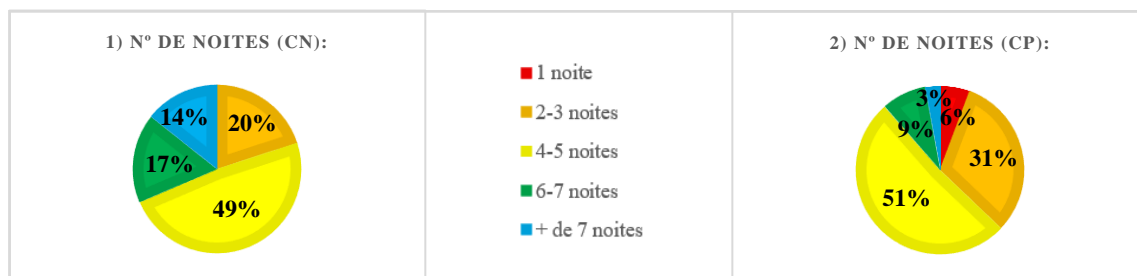 1) Nº DE NOITES (CN):
14%
20%
17%
49%
1 noite
2-3 noites
4-5 noites
6-7 noites
+ de 7 noites
2) Nº DE NOITES (CP):
3%
6%
9%
31%
51%